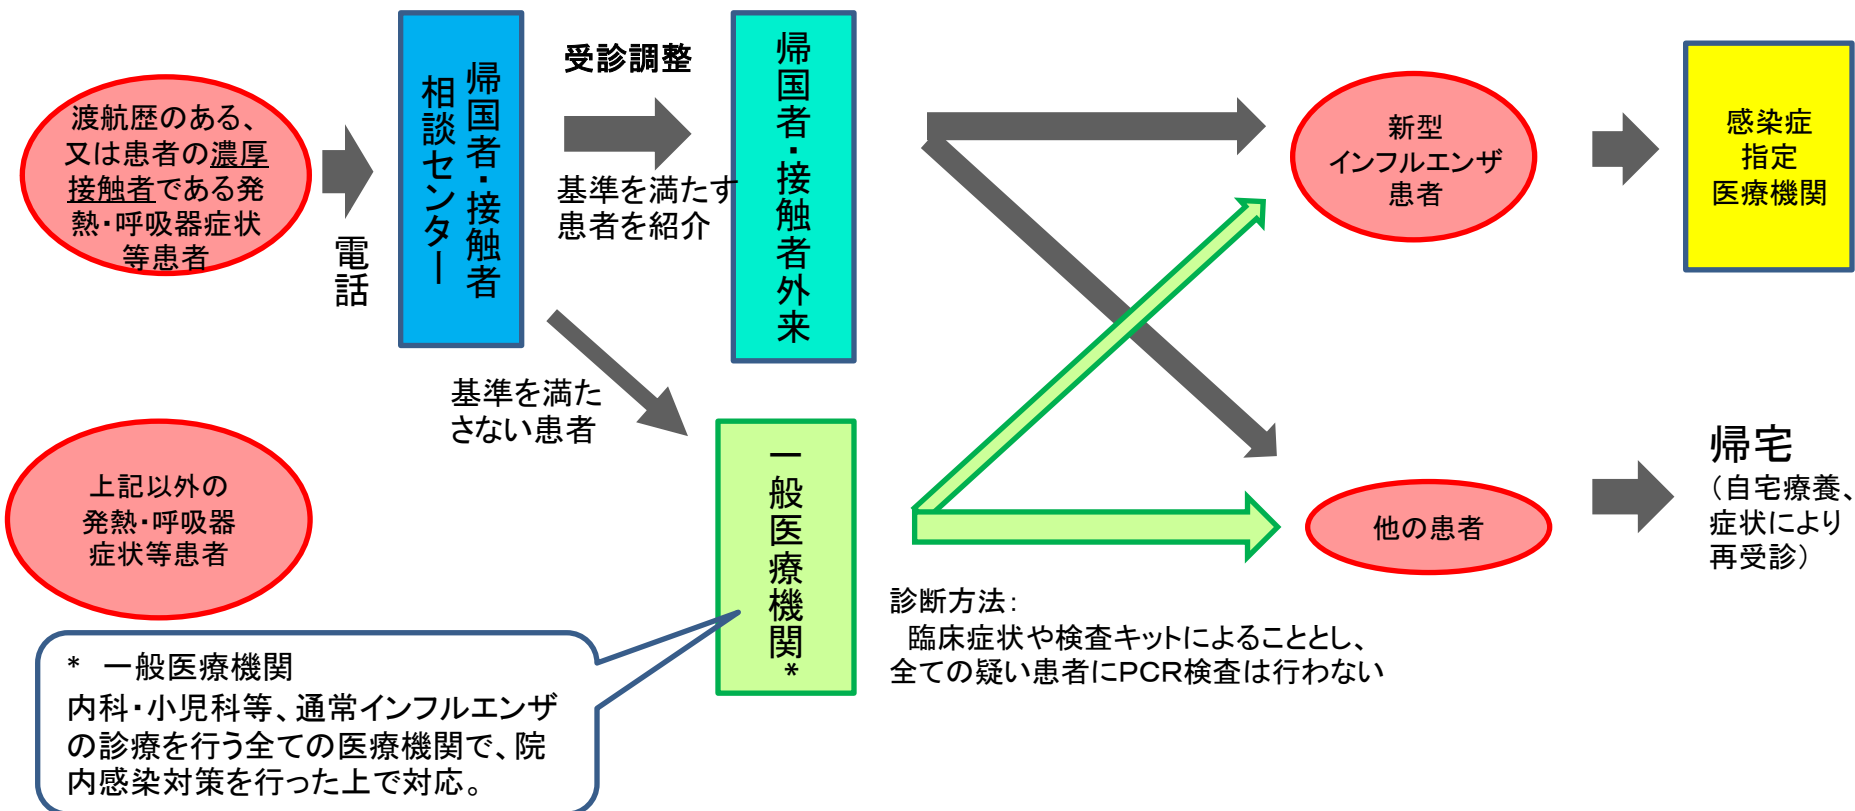 渡航歴のある、
又は患者の濃厚
接触者である発
熱・呼吸器症状
等患者
電話
帰国者・接触者
相談センター
受診調整
基準を満たす
患者を紹介
帰国者・接触者外来
新型
インフルエンザ
患者
感染症
指定
医療機関
基準を満た
さない患者
上記以外の
発熱・呼吸器
症状等患者
一般医療機関*
他の患者
帰宅
（自宅療養、
症状により
再受診）
診断方法：
臨床症状や検査キットによることとし、
全ての疑い患者にPCR検査は行わない
* 一般医療機関
内科・小児科等、通常インフルエンザ
の診療を行う全ての医療機関で、院
内感染対策を行った上で対応。